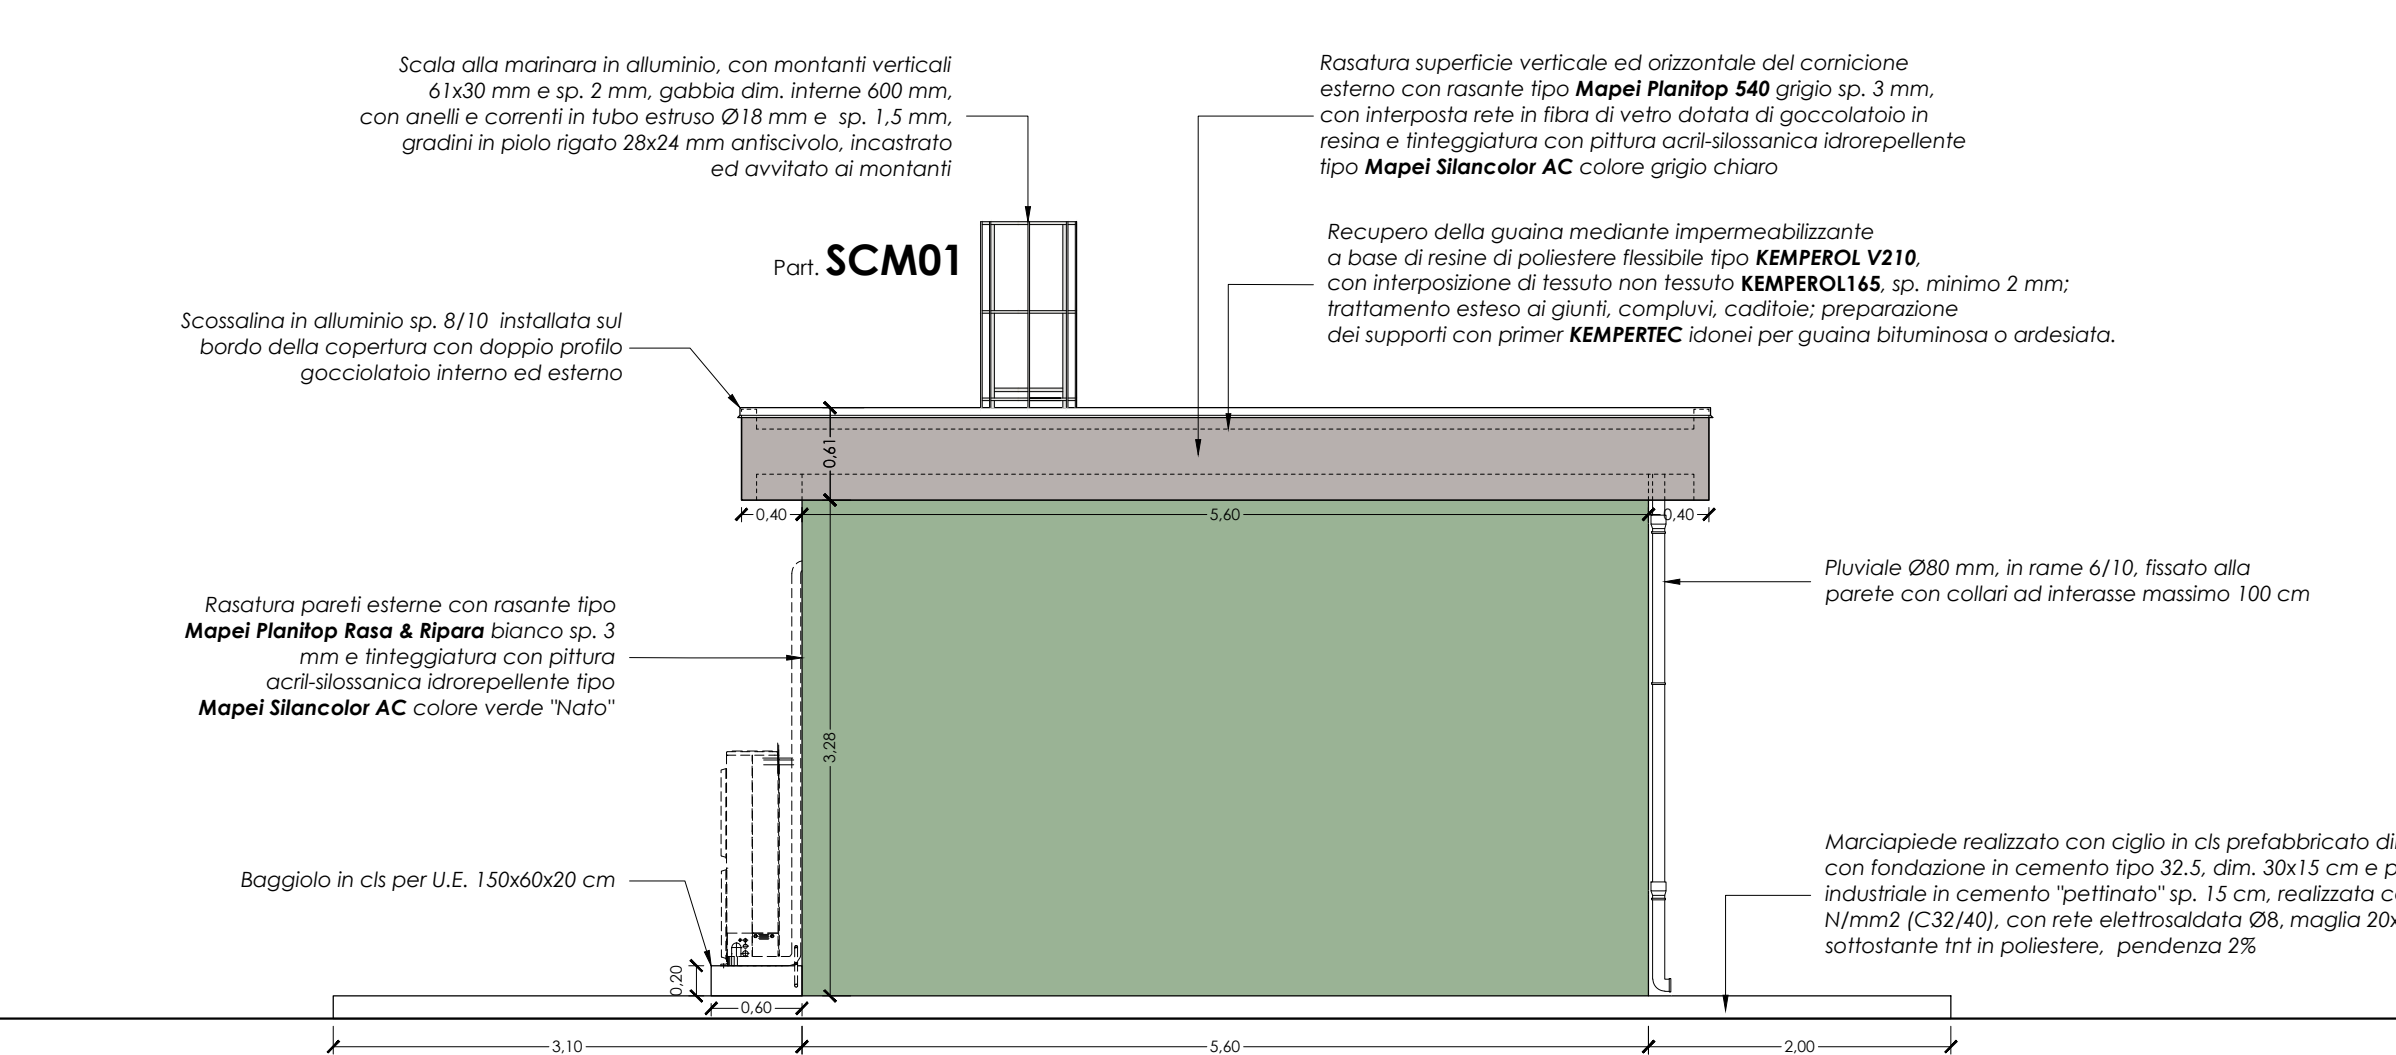 Scala alla marinara in alluminio, con montanti verticali
61x30 mm e sp. 2 mm, gabbia dim. interne 600 mm,
con anelli e correnti in tubo estruso Ø18 mm e sp. 1,5 mm,
gradini in piolo rigato 28x24 mm antiscivolo, incastrato
ed avvitato ai montanti
Rasatura superficie verticale ed orizzontale del cornicione
esterno con rasante tipo Mapei Planitop 540 grigio sp. 3 mm,
con interposta rete in fibra di vetro dotata di goccolatoio in
resina e tinteggiatura con pittura acril-silossanica idrorepellente
tipo Mapei Silancolor AC colore grigio chiaro
Part. SCM01
Recupero della guaina mediante impermeabilizzante
a base di resine di poliestere flessibile tipo KEMPEROL V210,
con interposizione di tessuto non tessuto KEMPEROL165, sp. minimo 2 mm;
trattamento esteso ai giunti, compluvi, caditoie; preparazione
dei supporti con primer KEMPERTEC idonei per guaina bituminosa o ardesiata.
Scossalina in alluminio sp. 8/10 installata sul
bordo della copertura con doppio profilo
gocciolatoio interno ed esterno
0,61
0,40
5,60
0,40
Pluviale Ø80 mm, in rame 6/10, fissato alla
parete con collari ad interasse massimo 100 cm
Rasatura pareti esterne con rasante tipo
Mapei Planitop Rasa & Ripara bianco sp. 3
mm e tinteggiatura con pittura
acril-silossanica idrorepellente tipo
Mapei Silancolor AC colore verde "Nato"
3,28
Baggiolo in cls per U.E. 150x60x20 cm
Marciapiede realizzato con ciglio in cls prefabbricato
con fondazione in cemento tipo 32.5, dim. 30x15 cm e
industriale in cemento "pettinato" sp. 15 cm, realizzata
N/mm2 (C32/40), con rete elettrosaldata Ø8, maglia
sottostante tnt in poliestere, pendenza 2%
0,20
0,60
3,10
5,60
2,00